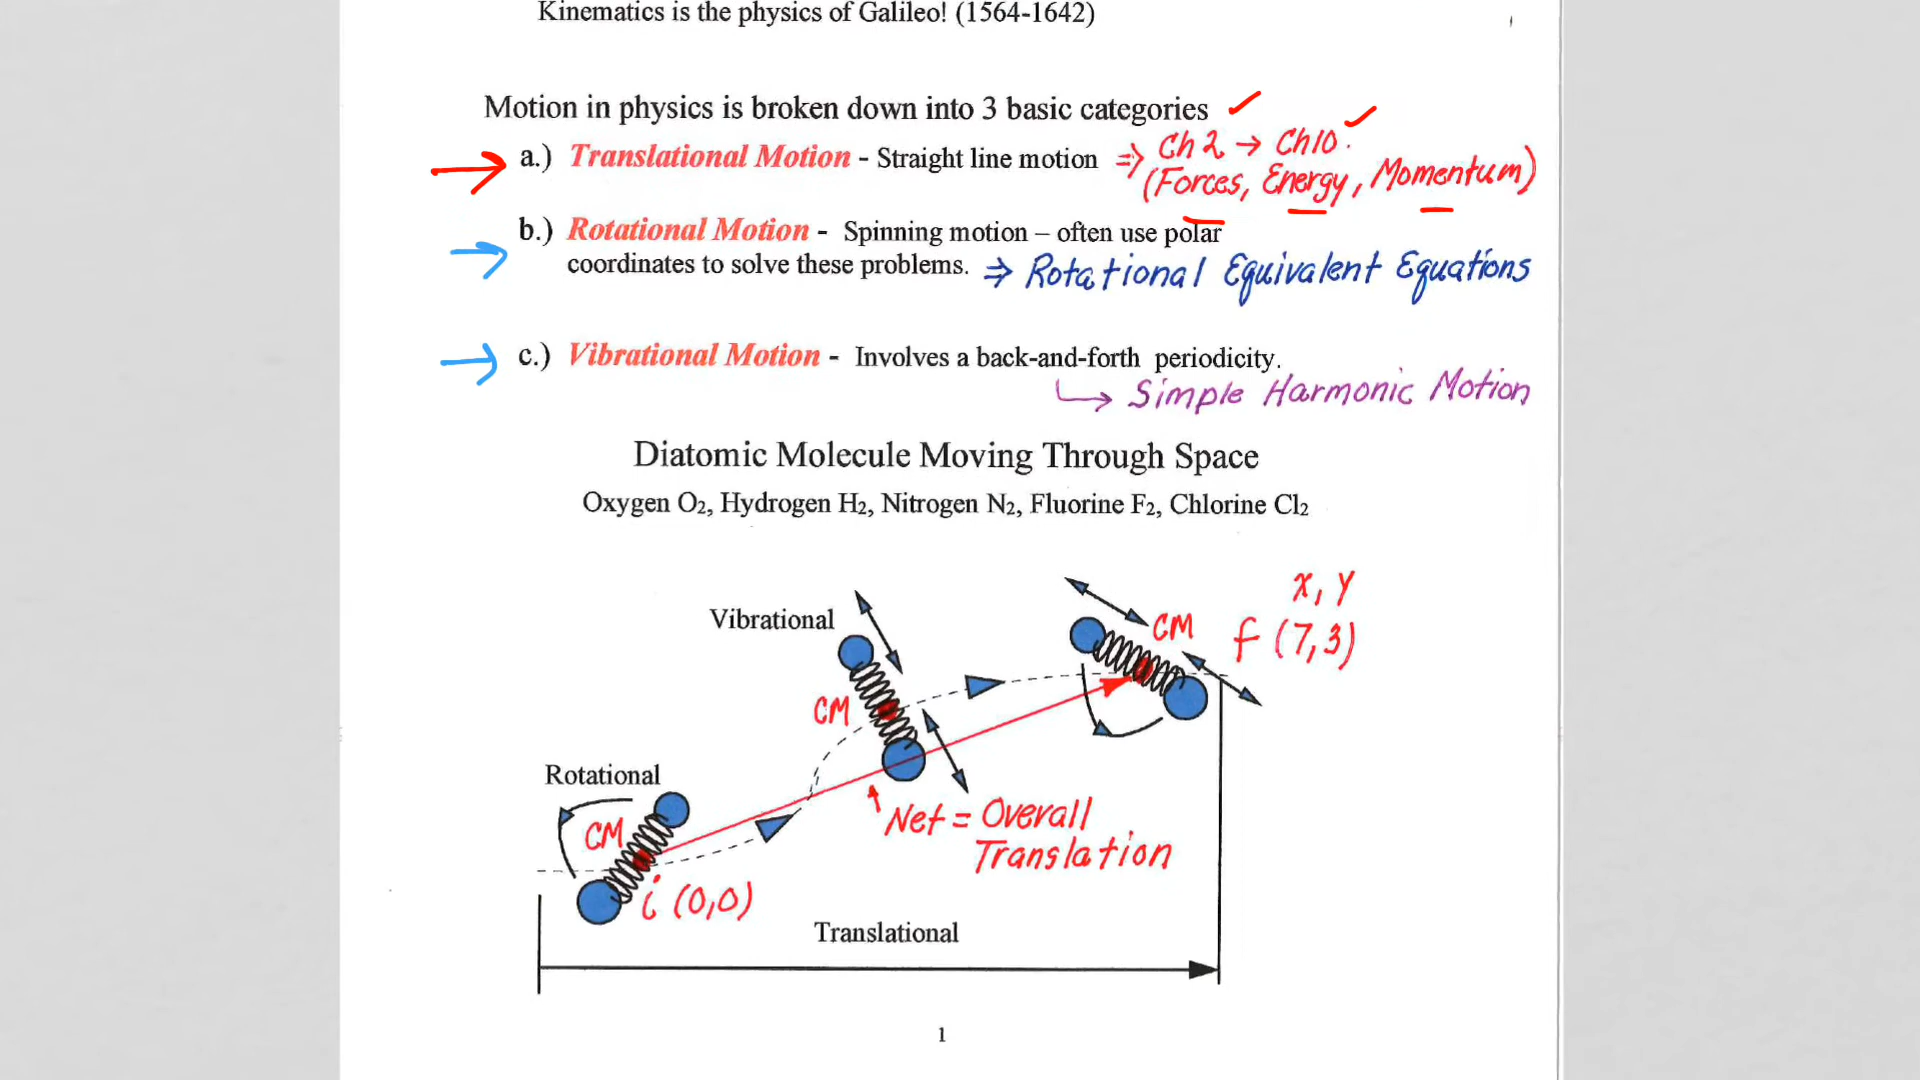 Kinematics is the physics of Galileo! (1564-1642)
Motion in physics is broken down into 3 basic categories ✓
a.) Translational Motion - Straight line motion ⇒ Ch 2 → Ch 10. ✓
(Forces, Energy, Momentum)
b.) Rotational Motion - Spinning motion – often use polar
coordinates to solve these problems. ⇒ Rotational Equivalent Equations
c.) Vibrational Motion - Involves a back-and-forth periodicity.
↳ Simple Harmonic Motion
Diatomic Molecule Moving Through Space
Oxygen O2, Hydrogen H2, Nitrogen N2, Fluorine F2, Chlorine Cl2
x, y
Vibrational
CM
f (7,3)
CM
Rotational
CM
Net = Overall
Translation
i (0,0)
Translational
1